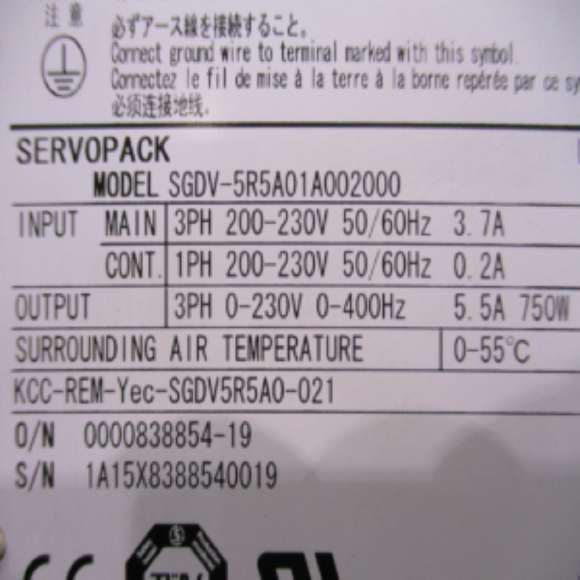 注意
必ずアース線を接続すること。
Connect ground wire to terminal marked with this symbol.
Connectez le fil de mise à la terre à la borne repérée par ce
必须连接地线.
SERVOPACK
MODEL SGDV-5R5A01A002000
INPUT MAIN 3PH 200-230V 50/60Hz 3.7A
CONT. 1PH 200-230V 50/60Hz 0.2A
OUTPUT 3PH 0-230V 0-400Hz 5.5A 750W
SURROUNDING AIR TEMPERATURE 0-55℃
KCC-REM-Yec-SGDV5R5A0-021
O/N 0000838854-19
S/N 1A15X8388540019